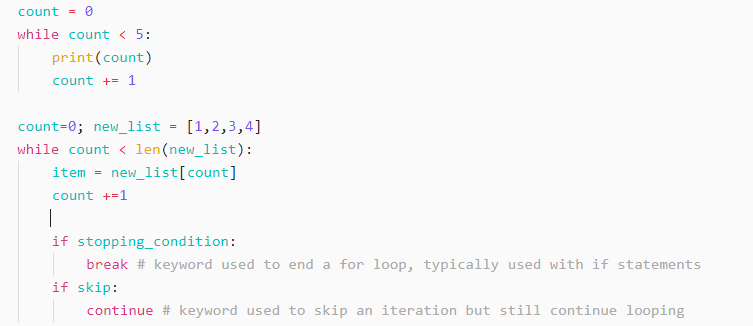 count = 0
while count < 5:
    print(count)
    count += 1

count=0; new_list = [1,2,3,4]
while count < len(new_list):
    item = new_list[count]
    count +=1

    if stopping_condition:
        break # keyword used to end a for loop, typically used with if statements
    if skip:
        continue # keyword used to skip an iteration but still continue looping